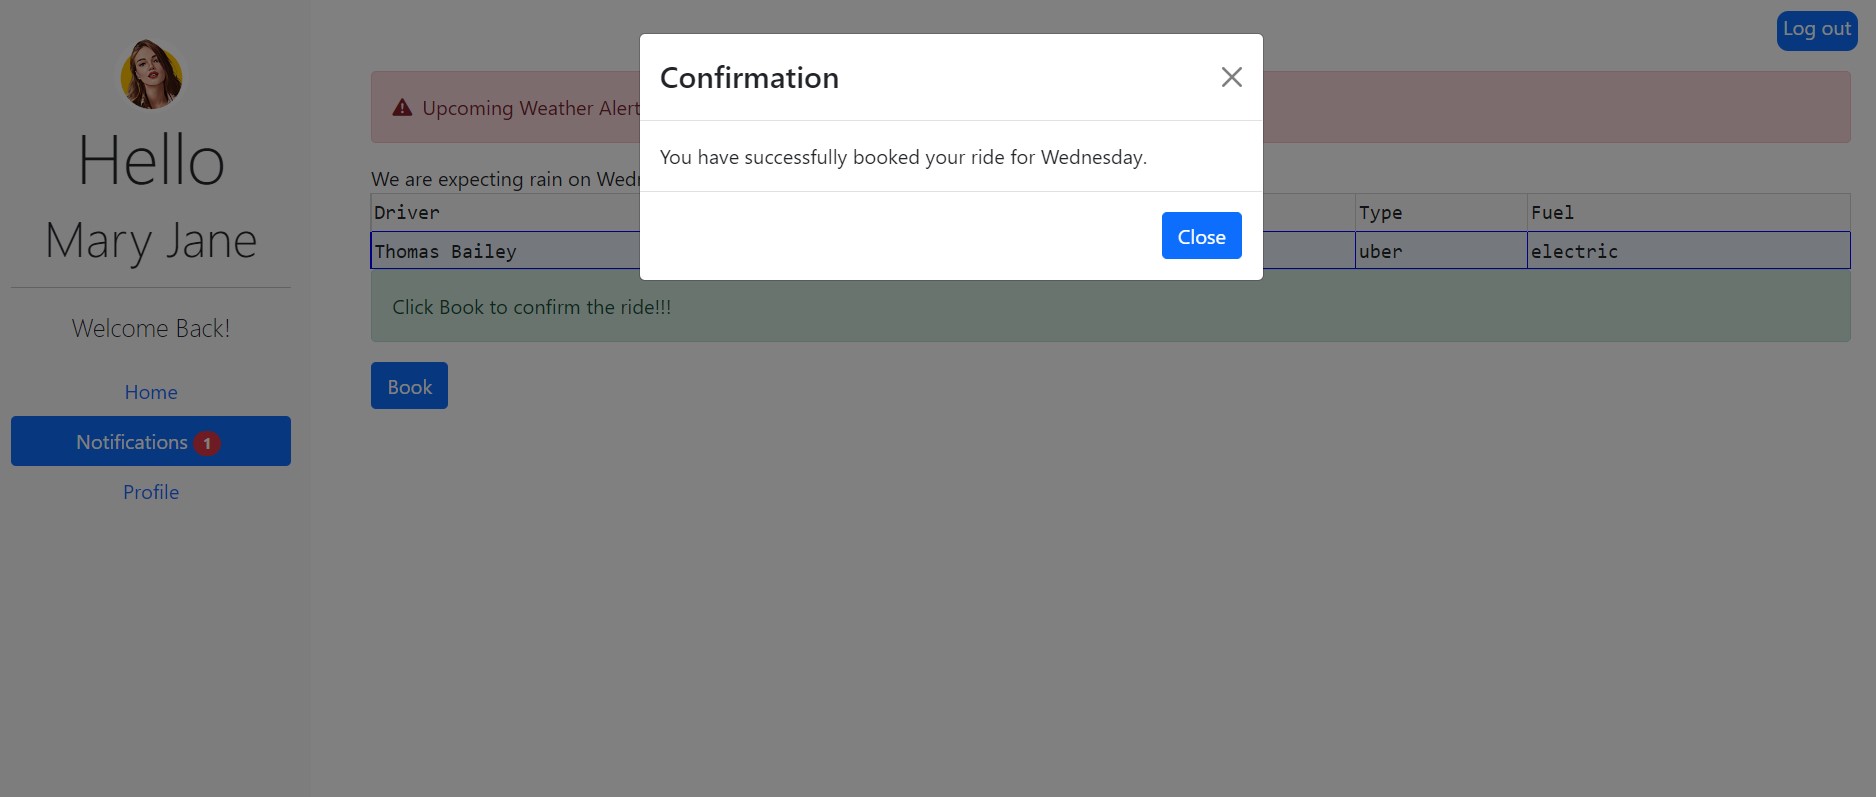 Log out
Confirmation
Upcoming Weather Alert
You have successfully booked your ride for Wednesday.
Hello
We are expecting rain on
Driver
Type
Fuel
Close
Mary Jane
Thomas Bailey
uber
electric
Click Book to confirm the ride!!!
Welcome Back!
Book
Home
Notifications 1
Profile